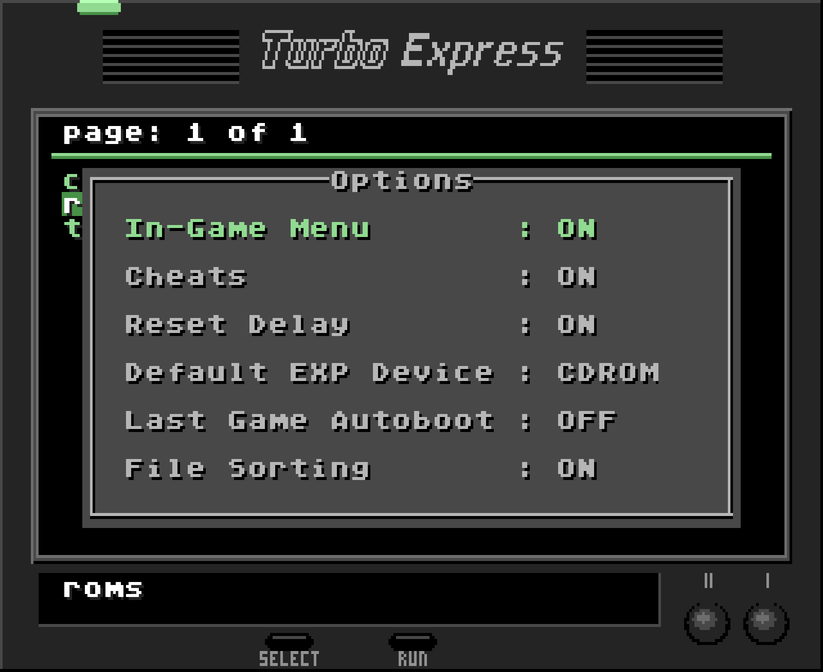 Turbo Express
page: 1 of 1
c
Options
r
In-Game Menu : ON
t
Cheats : ON
Reset Delay : ON
Default EXP Device : CDROM
Last Game Autoboot : OFF
File Sorting : ON
roms
II I
SELECT RUN